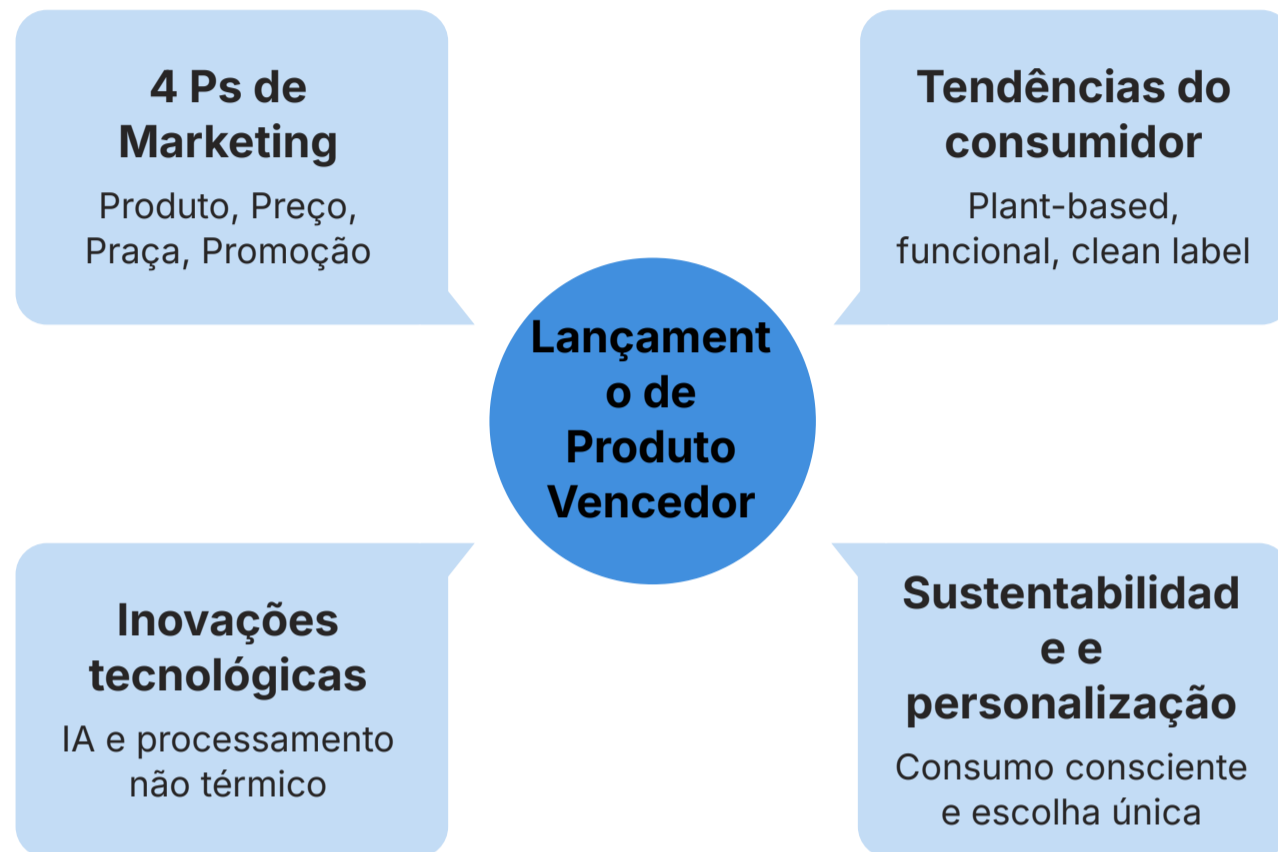 4 Ps de
Marketing
Produto, Preço,
Praça, Promoção
Tendências do
consumidor
Plant-based,
funcional, clean label
Lançament
o de
Produto
Vencedor
Inovações
tecnológicas
IA e processamento
não térmico
Sustentabilidad
e e
personalização
Consumo consciente
e escolha única